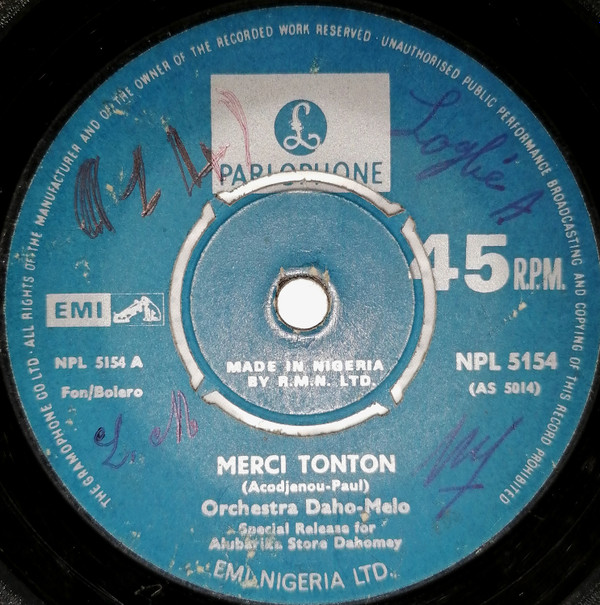 THE GRAMOPHONE CO LTD · ALL RIGHTS OF THE MANUFACTURER AND OF THE OWNER OF THE RECORDED WORK RESERVED · UNAUTHORISED PUBLIC PERFORMANCE BROADCASTING AND COPYING OF THIS RECORD PROHIBITED
£
PARLOPHONE
45 R.P.M.
EMI
NPL 5154 A
Fon/Bolero
MADE IN NIGERIA
BY R.M.N. LTD.
NPL 5154
(AS 5014)
L. M
MERCI TONTON
(Acodjenou-Paul)
Orchestra Daho-Melo
Special Release for
Alubarika Store Dahomey
EMI NIGERIA LTD.